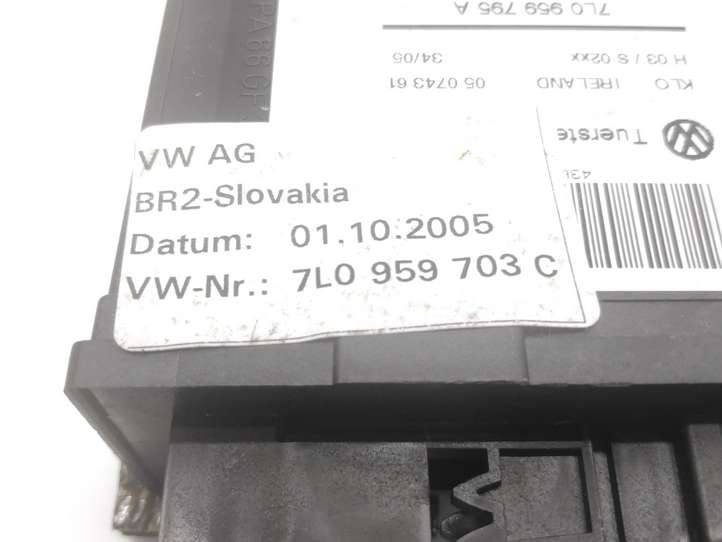 VW AG
BR2-Slovakia
Datum: 01.10.2005
VW-Nr.: 7L0 959 703 C
Tuerste
KLO IRELAND 05 0743 61
H 03 / S 02xx 34/05
7L0 959 795 A